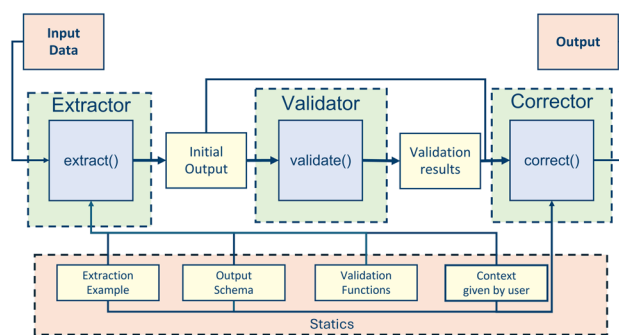 Input
Data
Output
Extractor
Validator
Corrector
extract()
Initial
Output
validate()
Validation
results
correct()
Extraction
Example
Output
Schema
Validation
Functions
Context
given by user
Statics